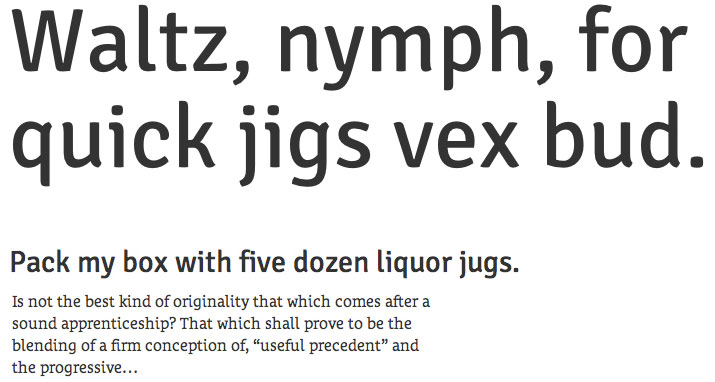 Waltz, nymph, for
quick jigs vex bud.
Pack my box with five dozen liquor jugs.
Is not the best kind of originality that which comes after a
sound apprenticeship? That which shall prove to be the
blending of a firm conception of, “useful precedent” and
the progressive…